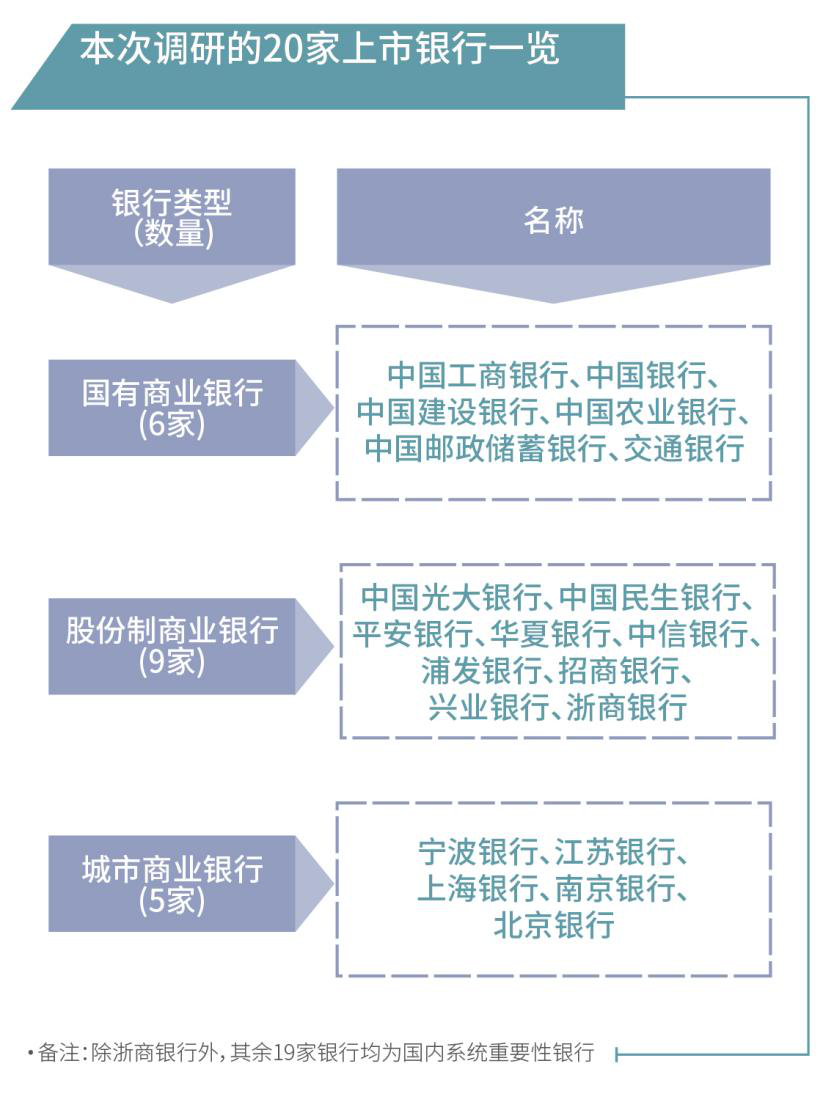 本次调研的20家上市银行一览
银行类型
(数量)
名称
国有商业银行
(6家)
中国工商银行、中国银行、
中国建设银行、中国农业银行、
中国邮政储蓄银行、交通银行
股份制商业银行
(9家)
中国光大银行、中国民生银行、
平安银行、华夏银行、中信银行、
浦发银行、招商银行、
兴业银行、浙商银行
城市商业银行
(5家)
宁波银行、江苏银行、
上海银行、南京银行、
北京银行
•备注：除浙商银行外，其余19家银行均为国内系统重要性银行